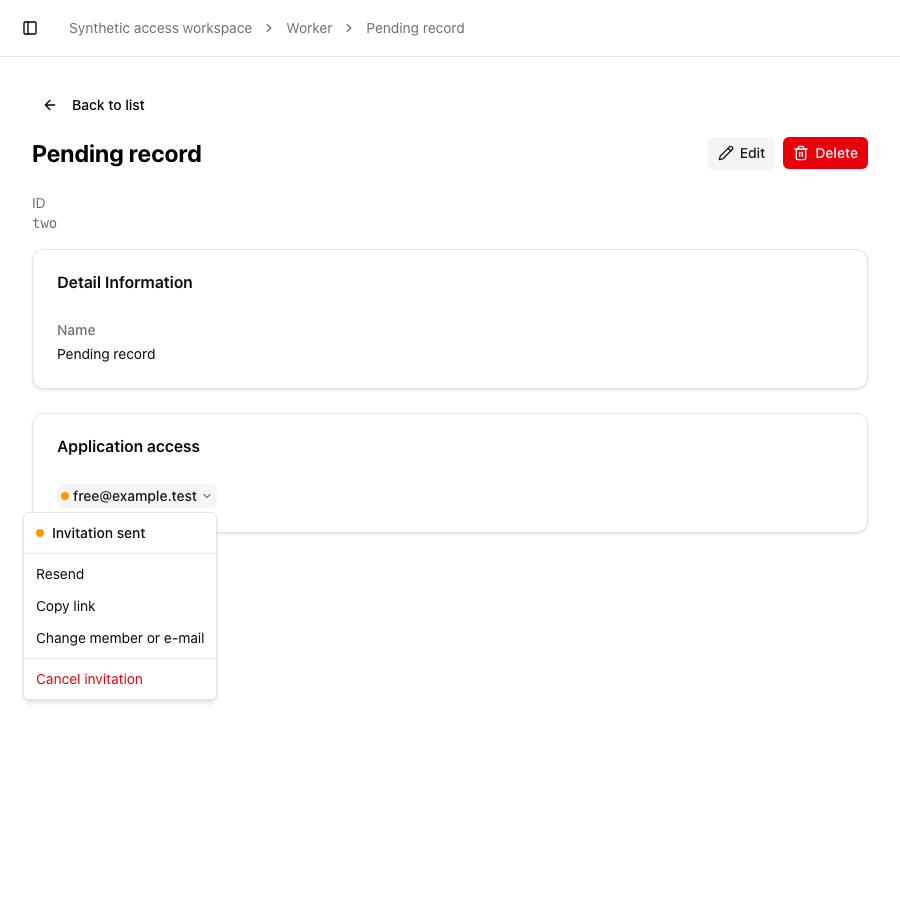 Synthetic access workspace > Worker > Pending record
Back to list
Pending record
Edit
Delete
ID
two
Detail Information
Name
Pending record
Application access
free@example.test
Invitation sent
Resend
Copy link
Change member or e-mail
Cancel invitation